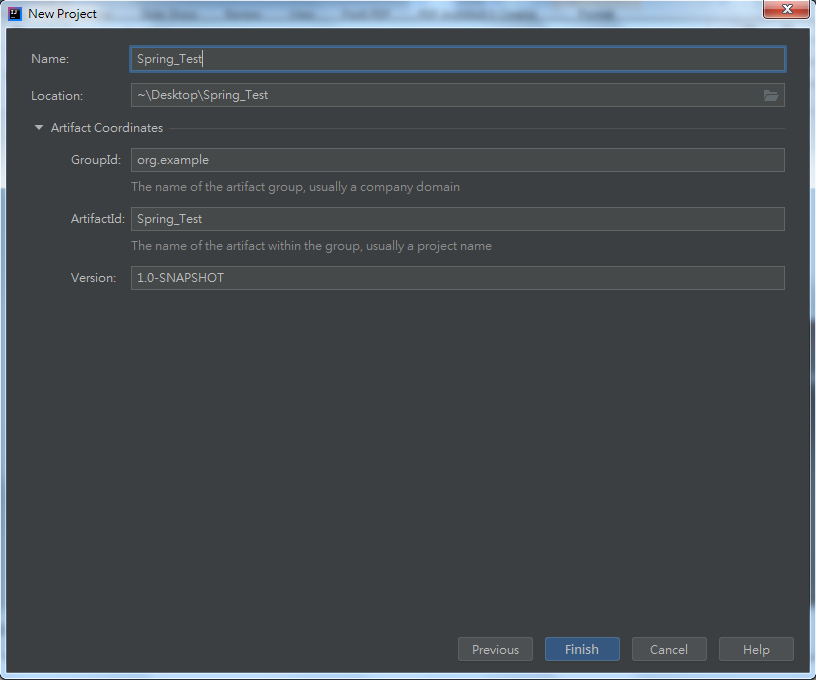 New Project
Name: Spring_Test
Location: ~\Desktop\Spring_Test
Artifact Coordinates
GroupId: org.example
The name of the artifact group, usually a company domain
ArtifactId: Spring_Test
The name of the artifact within the group, usually a project name
Version: 1.0-SNAPSHOT
Previous Finish Cancel Help